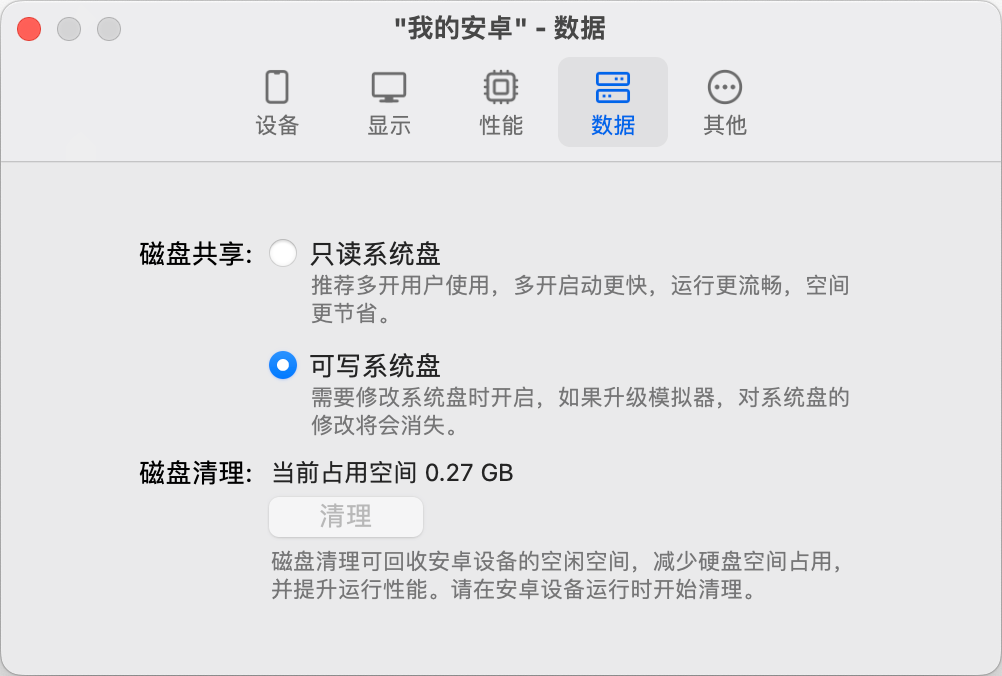 "我的安卓" - 数据
设备
显示
性能
数据
其他
磁盘共享:
只读系统盘
推荐多开用户使用，多开启动更快，运行更流畅，空间
更节省。
可写系统盘
需要修改系统盘时开启，如果升级模拟器，对系统盘的
修改将会消失。
磁盘清理:
当前占用空间 0.27 GB
清理
磁盘清理可回收安卓设备的空闲空间，减少硬盘空间占用，
并提升运行性能。请在安卓设备运行时开始清理。